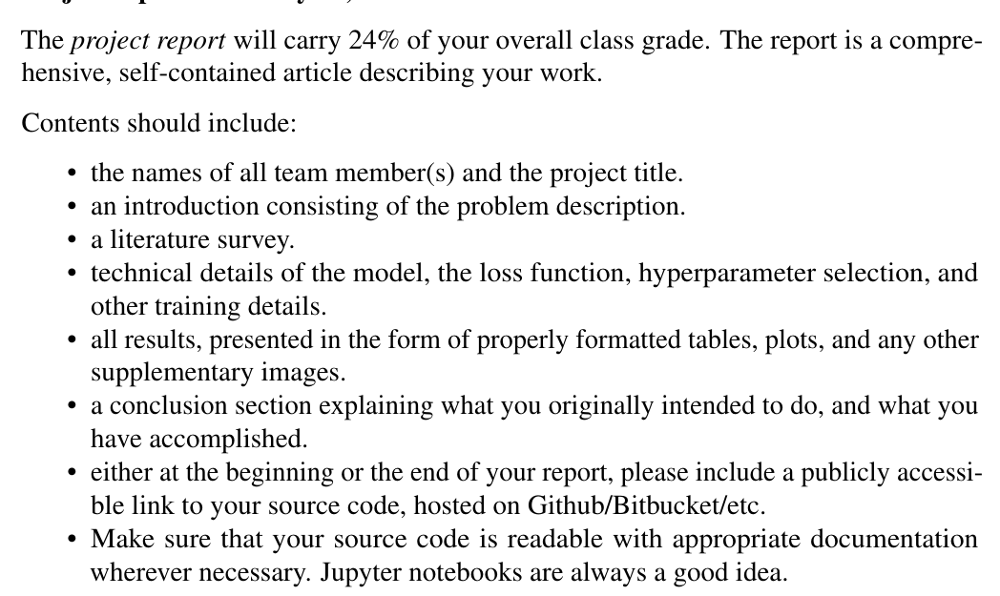 The project report will carry 24% of your overall class grade. The report is a compre-
hensive, self-contained article describing your work.
Contents should include:
• the names of all team member(s) and the project title.
• an introduction consisting of the problem description.
• a literature survey.
• technical details of the model, the loss function, hyperparameter selection, and
other training details.
• all results, presented in the form of properly formatted tables, plots, and any other
supplementary images.
• a conclusion section explaining what you originally intended to do, and what you
have accomplished.
• either at the beginning or the end of your report, please include a publicly accessi-
ble link to your source code, hosted on Github/Bitbucket/etc.
• Make sure that your source code is readable with appropriate documentation
wherever necessary. Jupyter notebooks are always a good idea.